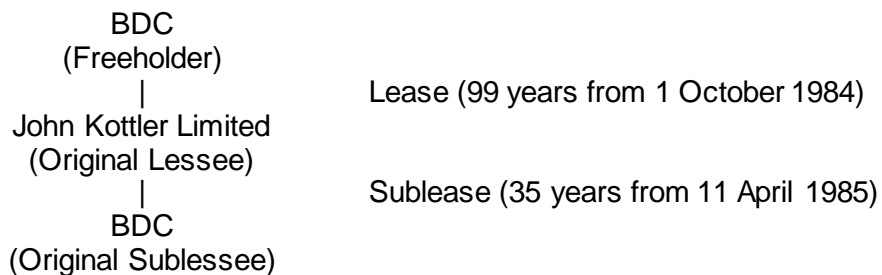 BDC
(Freeholder)
| Lease (99 years from 1 October 1984)
John Kottler Limited
(Original Lessee)
| Sublease (35 years from 11 April 1985)
BDC
(Original Sublessee)